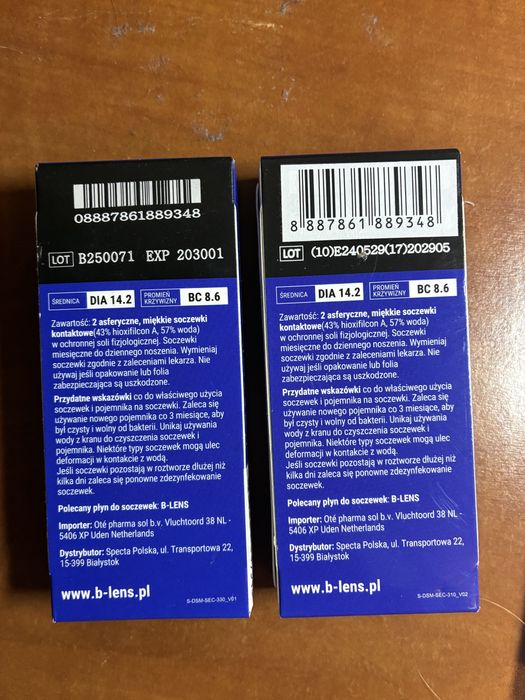 08887861889348
LOT B250071 EXP 203001
ŚREDNICA DIA 14.2 PROMIEŃ KRZYWIZNY BC 8.6
Zawartość: 2 asferyczne, miękkie soczewki
kontaktowe(43% hioxifilcon A, 57% woda)
w ochronnej soli fizjologicznej. Soczewki
miesięczne do dziennego noszenia. Wymieniaj
soczewki zgodnie z zaleceniami lekarza. Nie
używaj jeśli opakowanie lub folia
zabezpieczająca są uszkodzone.
Przydatne wskazówki co do właściwego użycia
soczewek i pojemnika na soczewki. Zaleca się
używanie nowego pojemnika co 3 miesiące, aby
był czysty i wolny od bakterii. Unikaj używania
wody z kranu do czyszczenia soczewek i
pojemnika. Niektóre typy soczewek mogą ulec
deformacji w kontakcie z wodą.
Jeśli soczewki pozostają w roztworze dłużej niż
kilka dni zaleca się ponowne zdezynfekowanie
soczewek.
Polecany płyn do soczewek: B-LENS
Importer: Oté pharma sol b.v. Vluchtoord 38 NL -
5406 XP Uden Netherlands
Dystrybutor: Specta Polska, ul. Transportowa 22,
15-399 Białystok
www.b-lens.pl
S-DSM-SEC-330_V01
8 887861 889348
LOT (10)E240529(17)202905
ŚREDNICA DIA 14.2 PROMIEŃ KRZYWIZNY BC 8.6
Zawartość: 2 asferyczne, miękkie soczewki
kontaktowe(43% hioxifilcon A, 57% woda)
w ochronnej soli fizjologicznej. Soczewki
miesięczne do dziennego noszenia. Wymieniaj
soczewki zgodnie z zaleceniami lekarza. Nie
używaj jeśli opakowanie lub folia
zabezpieczająca są uszkodzone.
Przydatne wskazówki co do właściwego użycia
soczewek i pojemnika na soczewki. Zaleca się
używanie nowego pojemnika co 3 miesiące, aby
był czysty i wolny od bakterii. Unikaj używania
wody z kranu do czyszczenia soczewek i
pojemnika. Niektóre typy soczewek mogą ulec
deformacji w kontakcie z wodą.
Jeśli soczewki pozostają w roztworze dłużej niż
kilka dni zaleca się ponowne zdezynfekowanie
soczewek.
Polecany płyn do soczewek: B-LENS
Importer: Oté pharma sol b.v. Vluchtoord 38 NL -
5406 XP Uden Netherlands
Dystrybutor: Specta Polska, ul. Transportowa 22,
15-399 Białystok
www.b-lens.pl
S-DSM-SEC-310_V02